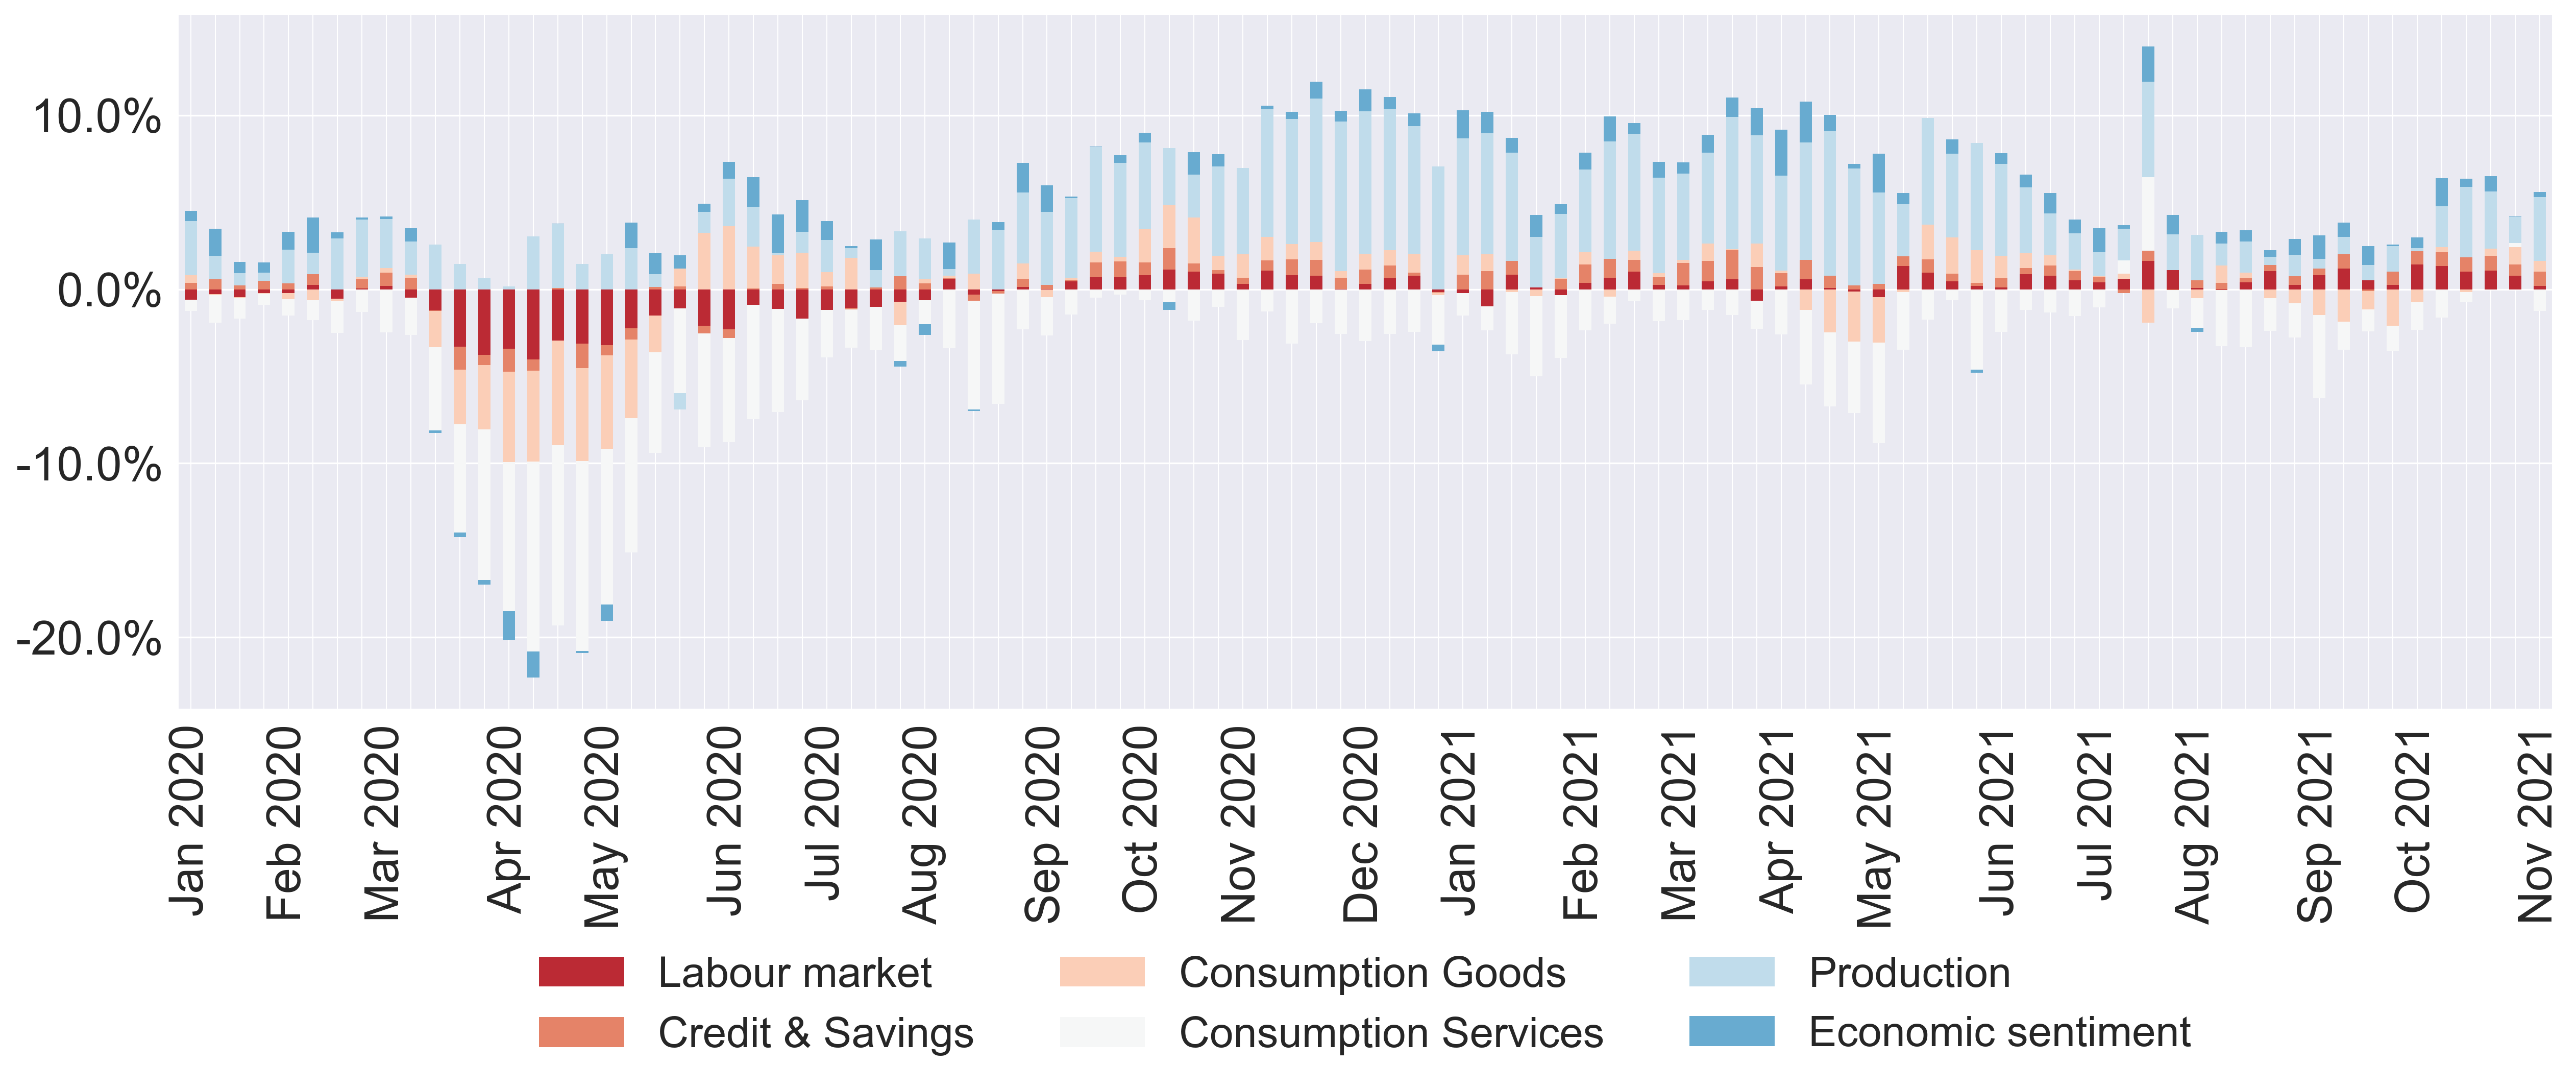 10.0%
0.0%
-10.0%
-20.0%
Jan 2020
Feb 2020
Mar 2020
Apr 2020
May 2020
Jun 2020
Jul 2020
Aug 2020
Sep 2020
Oct 2020
Nov 2020
Dec 2020
Jan 2021
Feb 2021
Mar 2021
Apr 2021
May 2021
Jun 2021
Jul 2021
Aug 2021
Sep 2021
Oct 2021
Nov 2021
Labour market
Consumption Goods
Production
Credit & Savings
Consumption Services
Economic sentiment